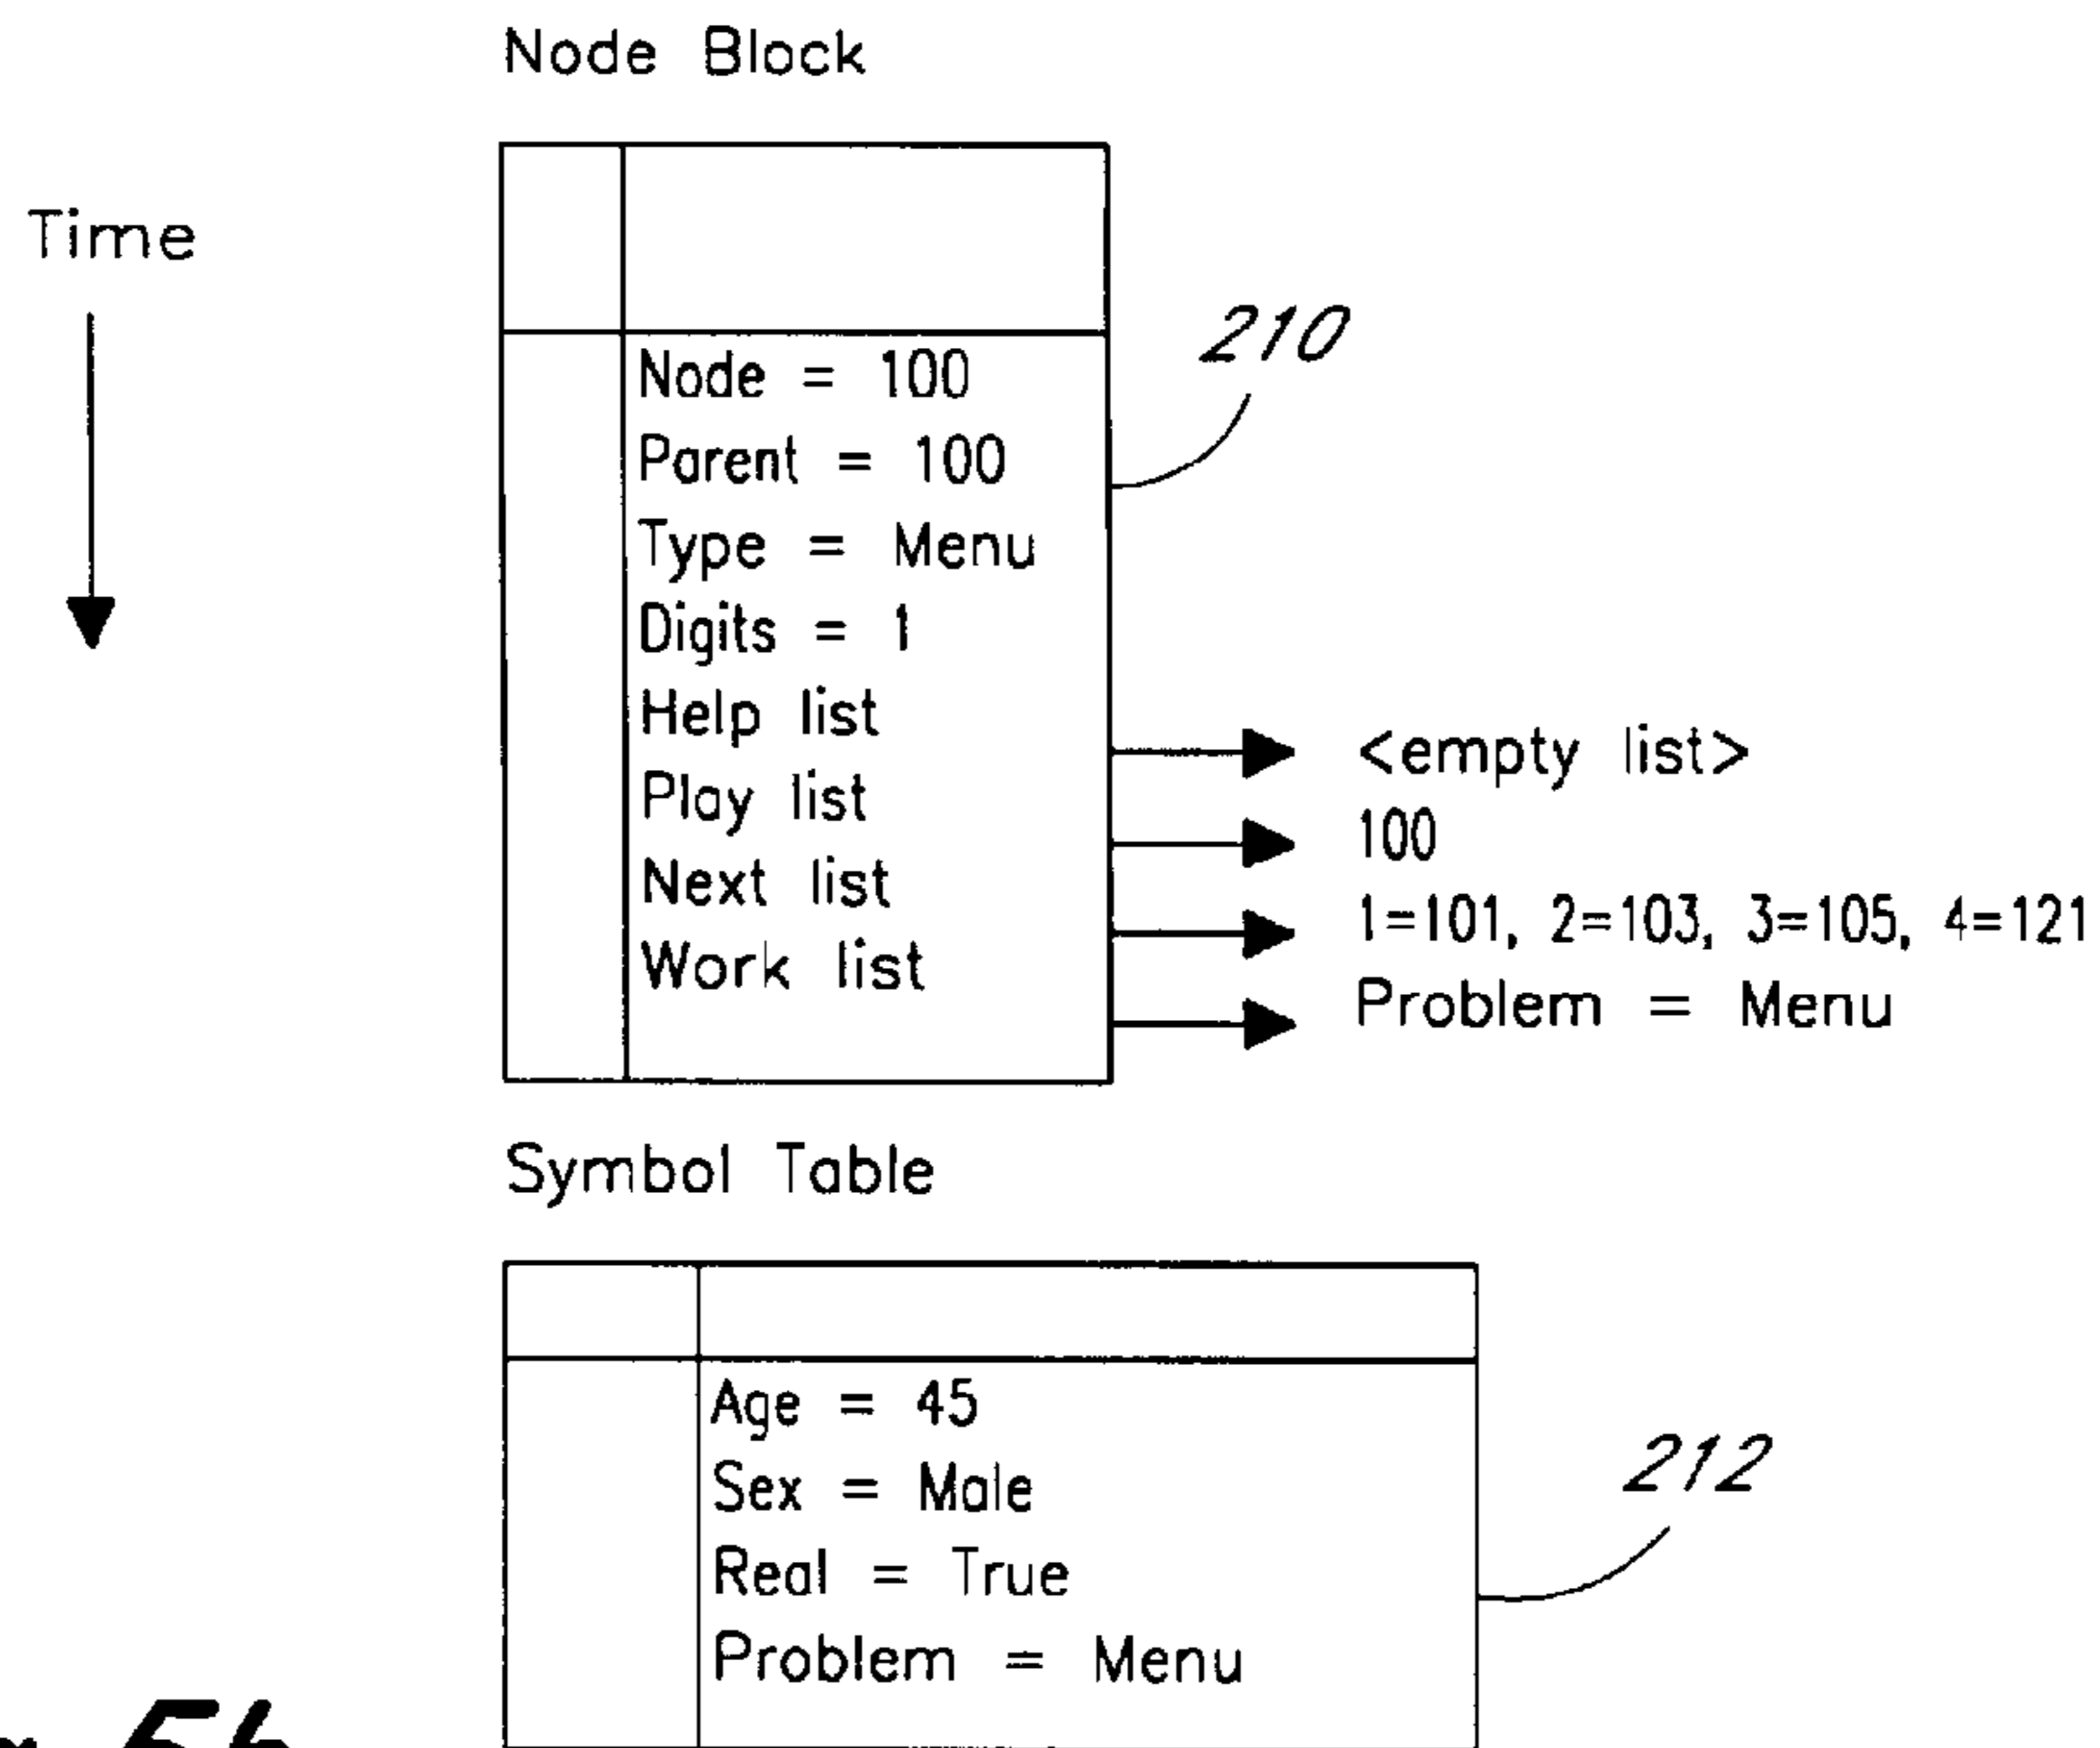 Node Block
Time
210
Node = 100
Parent = 100
Type = Menu
Digits = 1
Help list
<empty list>
Play list
100
Next list
1=101, 2=103, 3=105, 4=121
Work list
Problem = Menu
Symbol Table
212
Age = 45
Sex = Male
Real = True
Problem = Menu
5b